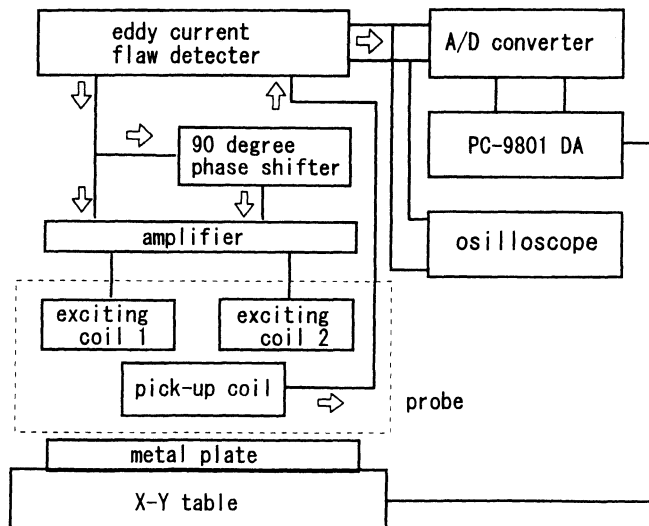 eddy current
flaw detecter
A/D converter
90 degree
phase shifter
PC-9801 DA
amplifier
osilloscope
exciting
coil 1
exciting
coil 2
pick-up coil
probe
metal plate
X-Y table